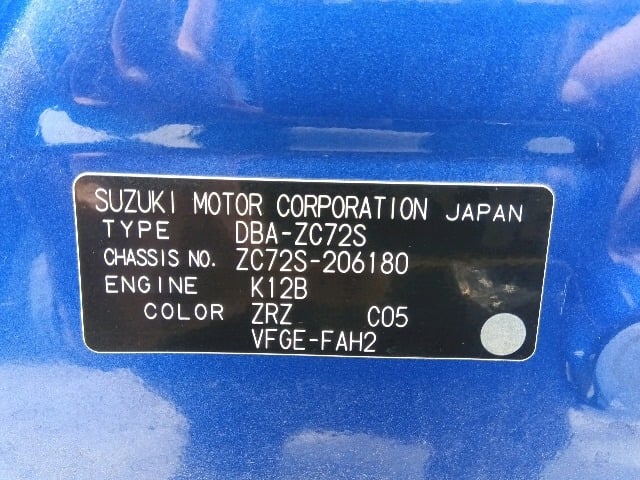 SUZUKI MOTOR CORPORATION JAPAN
TYPE DBA-ZC72S
CHASSIS NO. ZC72S-206180
ENGINE K12B
COLOR ZRZ C05
VFGE-FAH2